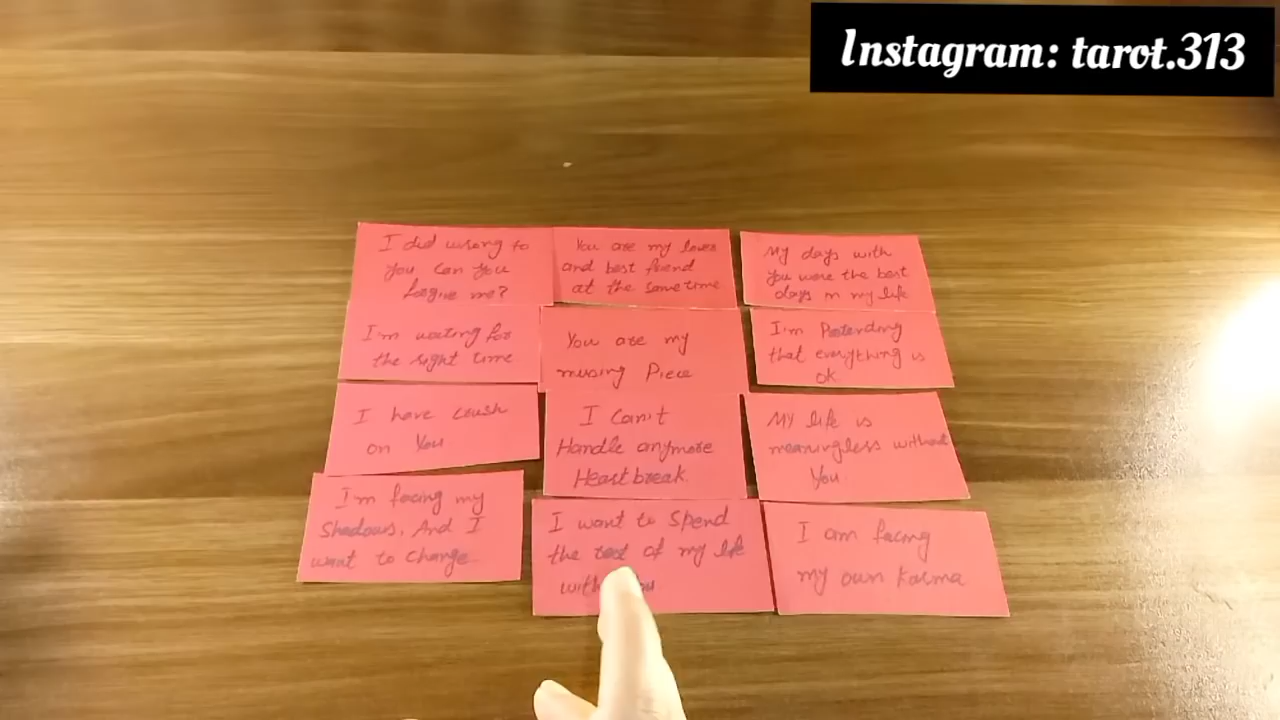 Instagram: tarot.313
I did wrong to
you can you
forgive me?
You are my lover
and best friend
at the same time
My days with
you were the best
days in my life
I'm waiting for
the right time
You are my
missing Piece
I'm Pretending
that everything is
ok
I have crush
on You
I can't
Handle anymore
Heartbreak.
My life is
meaningless without
You.
I'm facing my
Shadows. And I
want to change.
I want to Spend
the rest of my life
with
I am facing
my own Karma